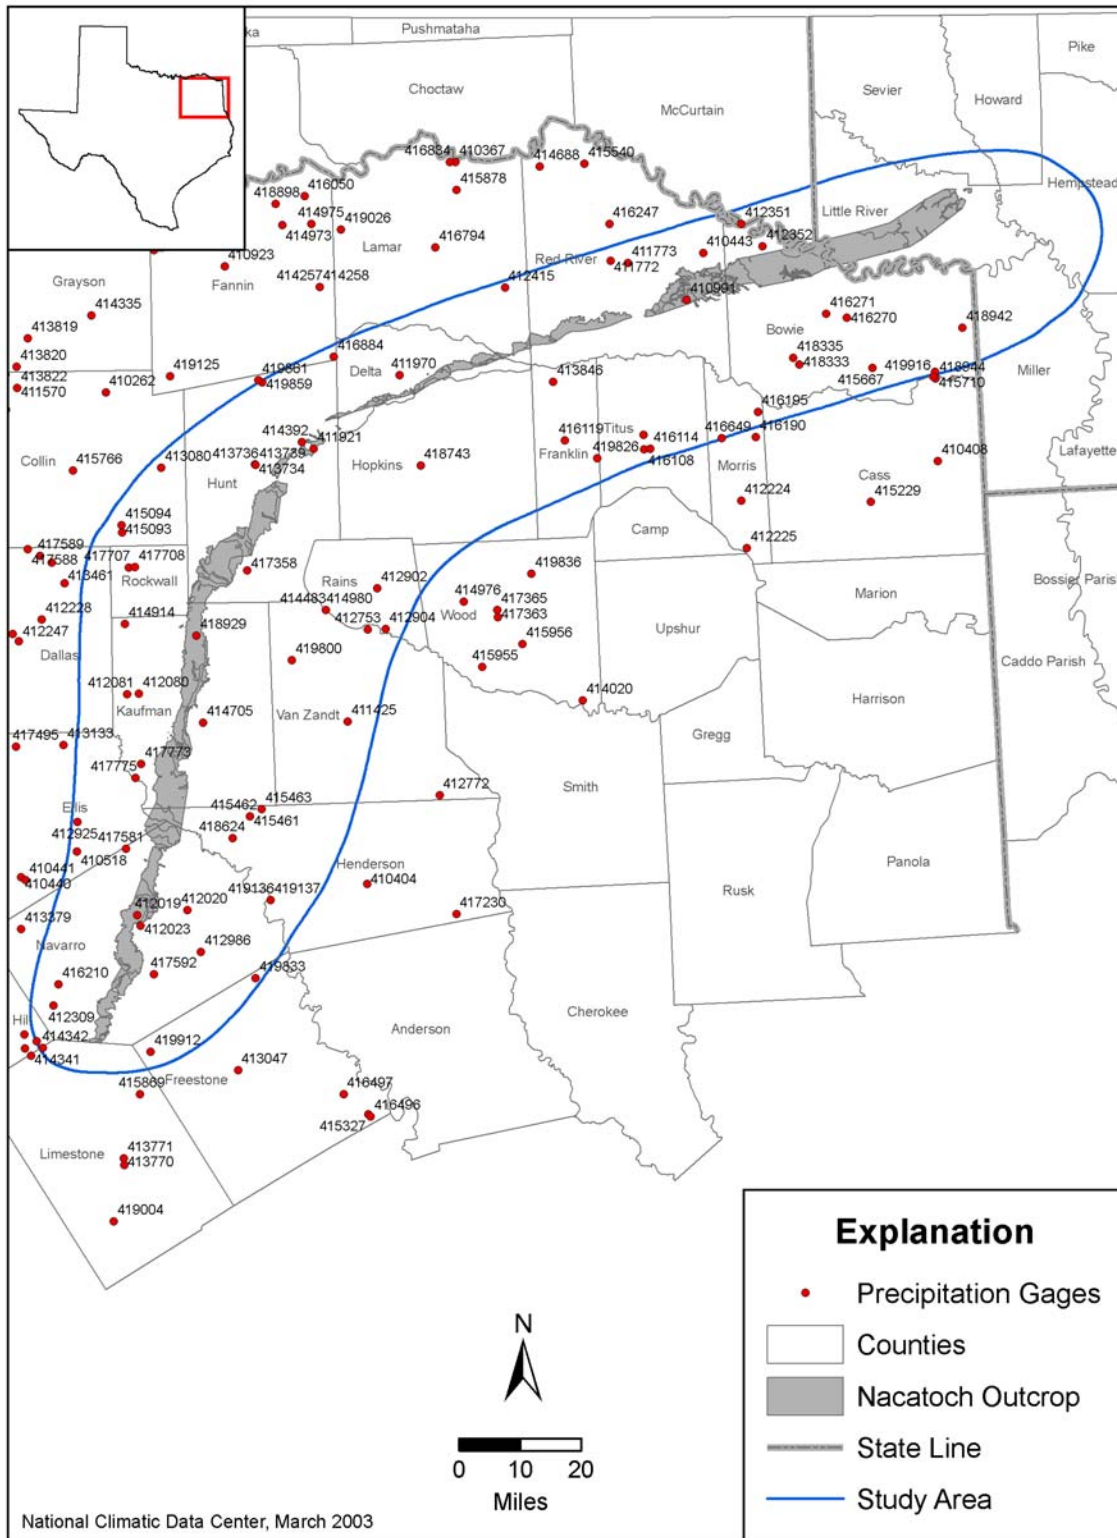 ka
Pushmataha
Pike
Choctaw
Sevier
Howard
McCurtain
416834 410367
414688
415540
415878
Hempstead
416050
418898
414975
419026
414973
Lamar
416794
416247
412351
Little River
412352
410443
411773
Red River
411772
410923
Grayson
Fannin
414257 414258
412415
410991
414335
416271
416270
418942
413819
Bowie
416884
418335
413820
419125
419861
Delta
411970
413846
418333
419916
418944
Miller
413822
411570
410262
419859
415667
415710
416195
414392
411921
416119
Titus
416114
416649
416190
413736 413739
413734
419826
Franklin
416108
Morris
410408
Lafayette
Collin
415766
413080
Hunt
Hopkins
418743
Cass
415229
412224
415094
415093
Camp
412225
417589
417588
417707
417708
413461
Rockwall
417358
Rains
412902
419836
Bossier Paris
Marion
414976
417365
417363
414483 414980
Wood
412228
414914
418929
412753
412904
Upshur
412247
Dallas
415956
415955
Caddo Parish
419800
412081
412080
Kaufman
414020
Harrison
414705
Van Zandt
411425
Gregg
417495
413133
417773
417775
412772
Smith
Ellis
415462
415463
415461
412925
417581
418624
410518
Henderson
410404
Panola
410441
410440
419136 419137
Rusk
412019
412020
417230
413379
412023
Navarro
412986
417592
419833
416210
412309
Hil
Anderson
Cherokee
414342
414341
419912
413047
Freestone
415869
416497
416496
415327
Limestone
413771
413770
419004
Explanation
Precipitation Gages
Counties
Nacatoch Outcrop
State Line
Study Area
N
0 10 20
Miles
National Climatic Data Center, March 2003